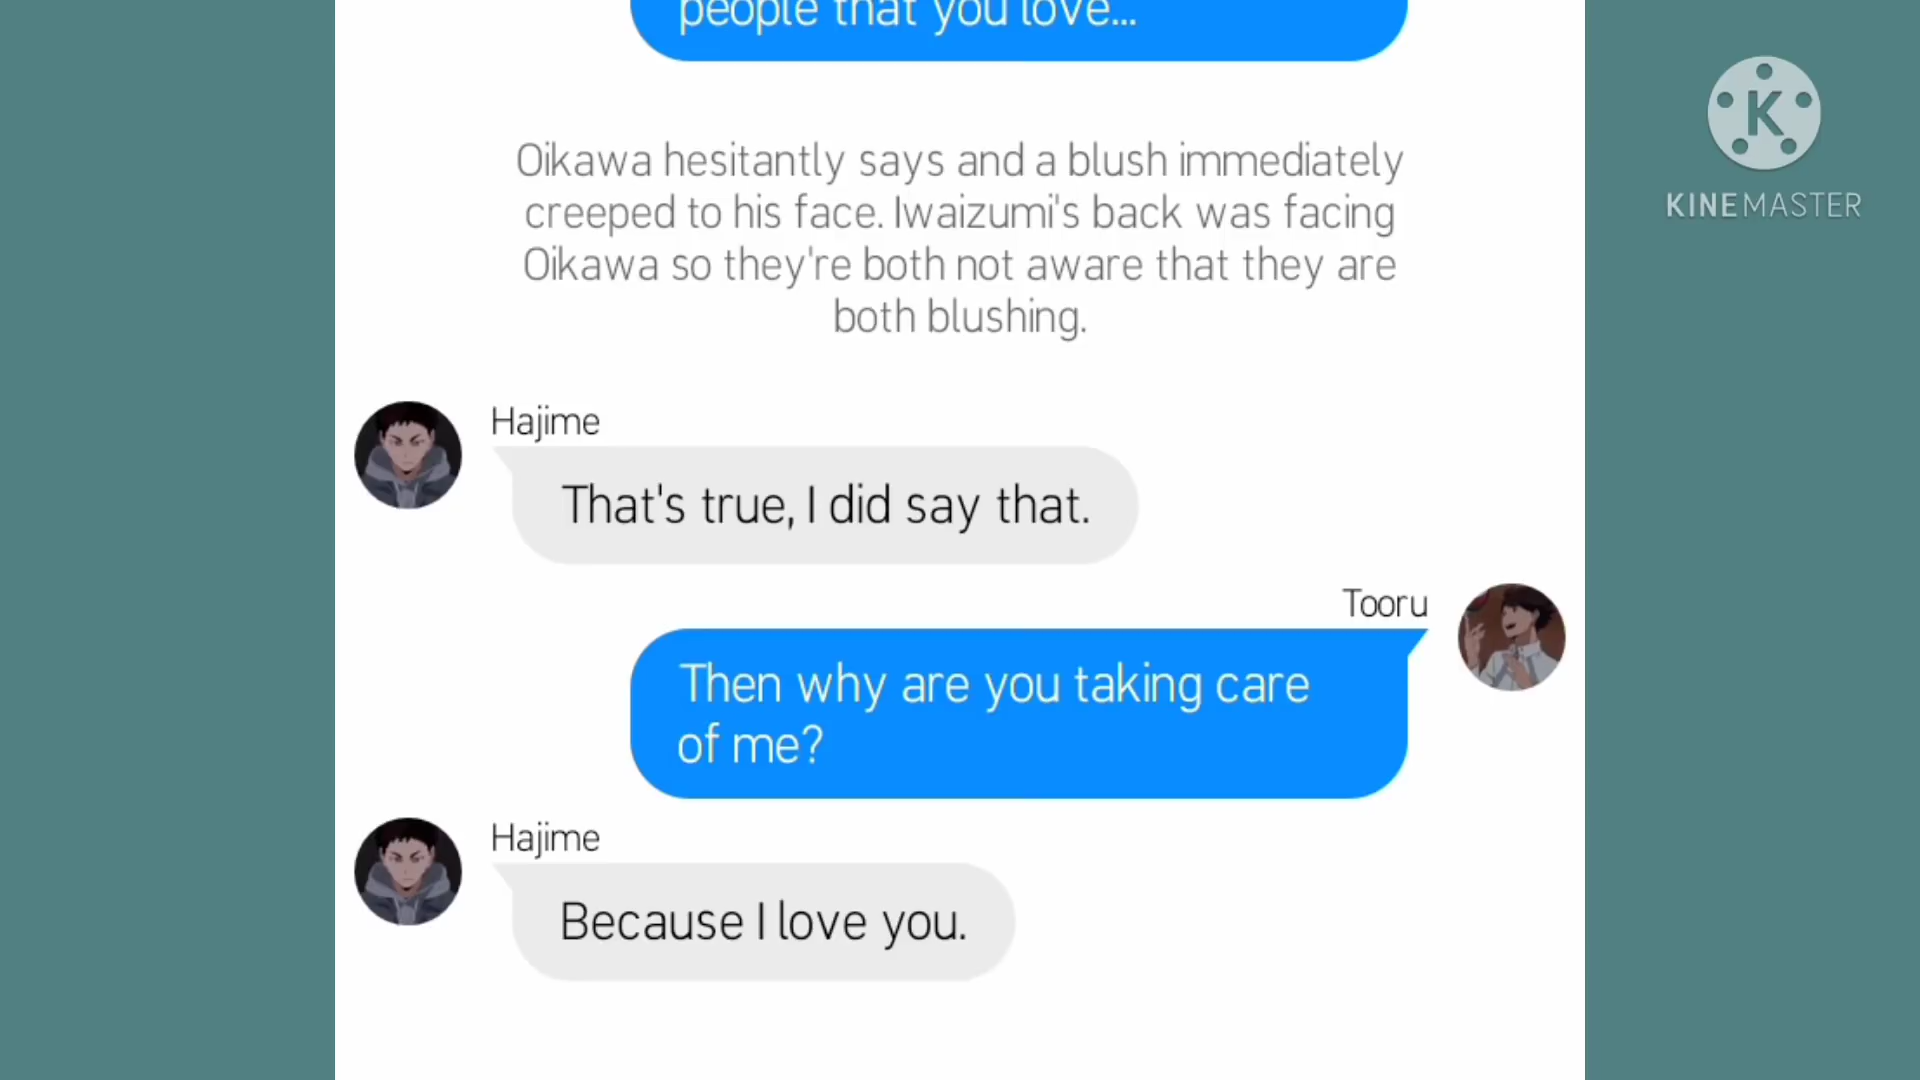 people that you love...
Oikawa hesitantly says and a blush immediately
creeped to his face. Iwaizumi's back was facing
Oikawa so they're both not aware that they are
both blushing.
Hajime
That's true, I did say that.
Tooru
Then why are you taking care
of me?
Hajime
Because I love you.
K
KINEMASTER